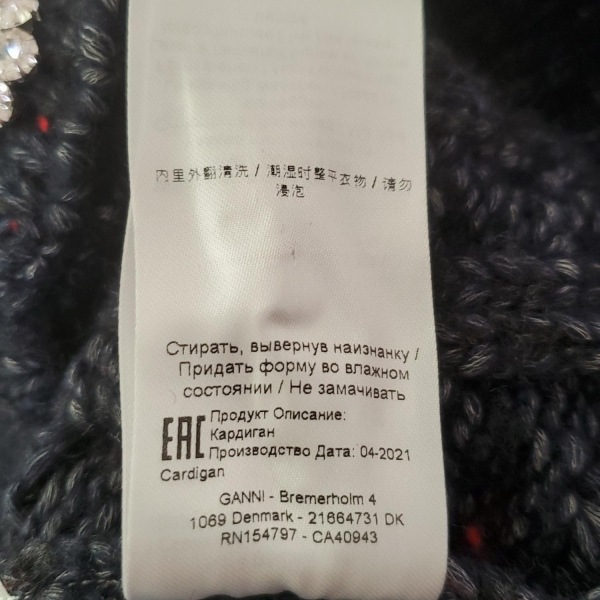 内里外翻清洗 / 潮湿时整平衣物 / 请勿
浸泡
Стирать, вывернув наизнанку /
Придать форму во влажном
состоянии / Не замачивать
EAC
Продукт Описание:
Кардиган
Производство Дата: 04-2021
Cardigan
GANNI - Bremerholm 4
1069 Denmark - 21664731 DK
RN154797 - CA40943